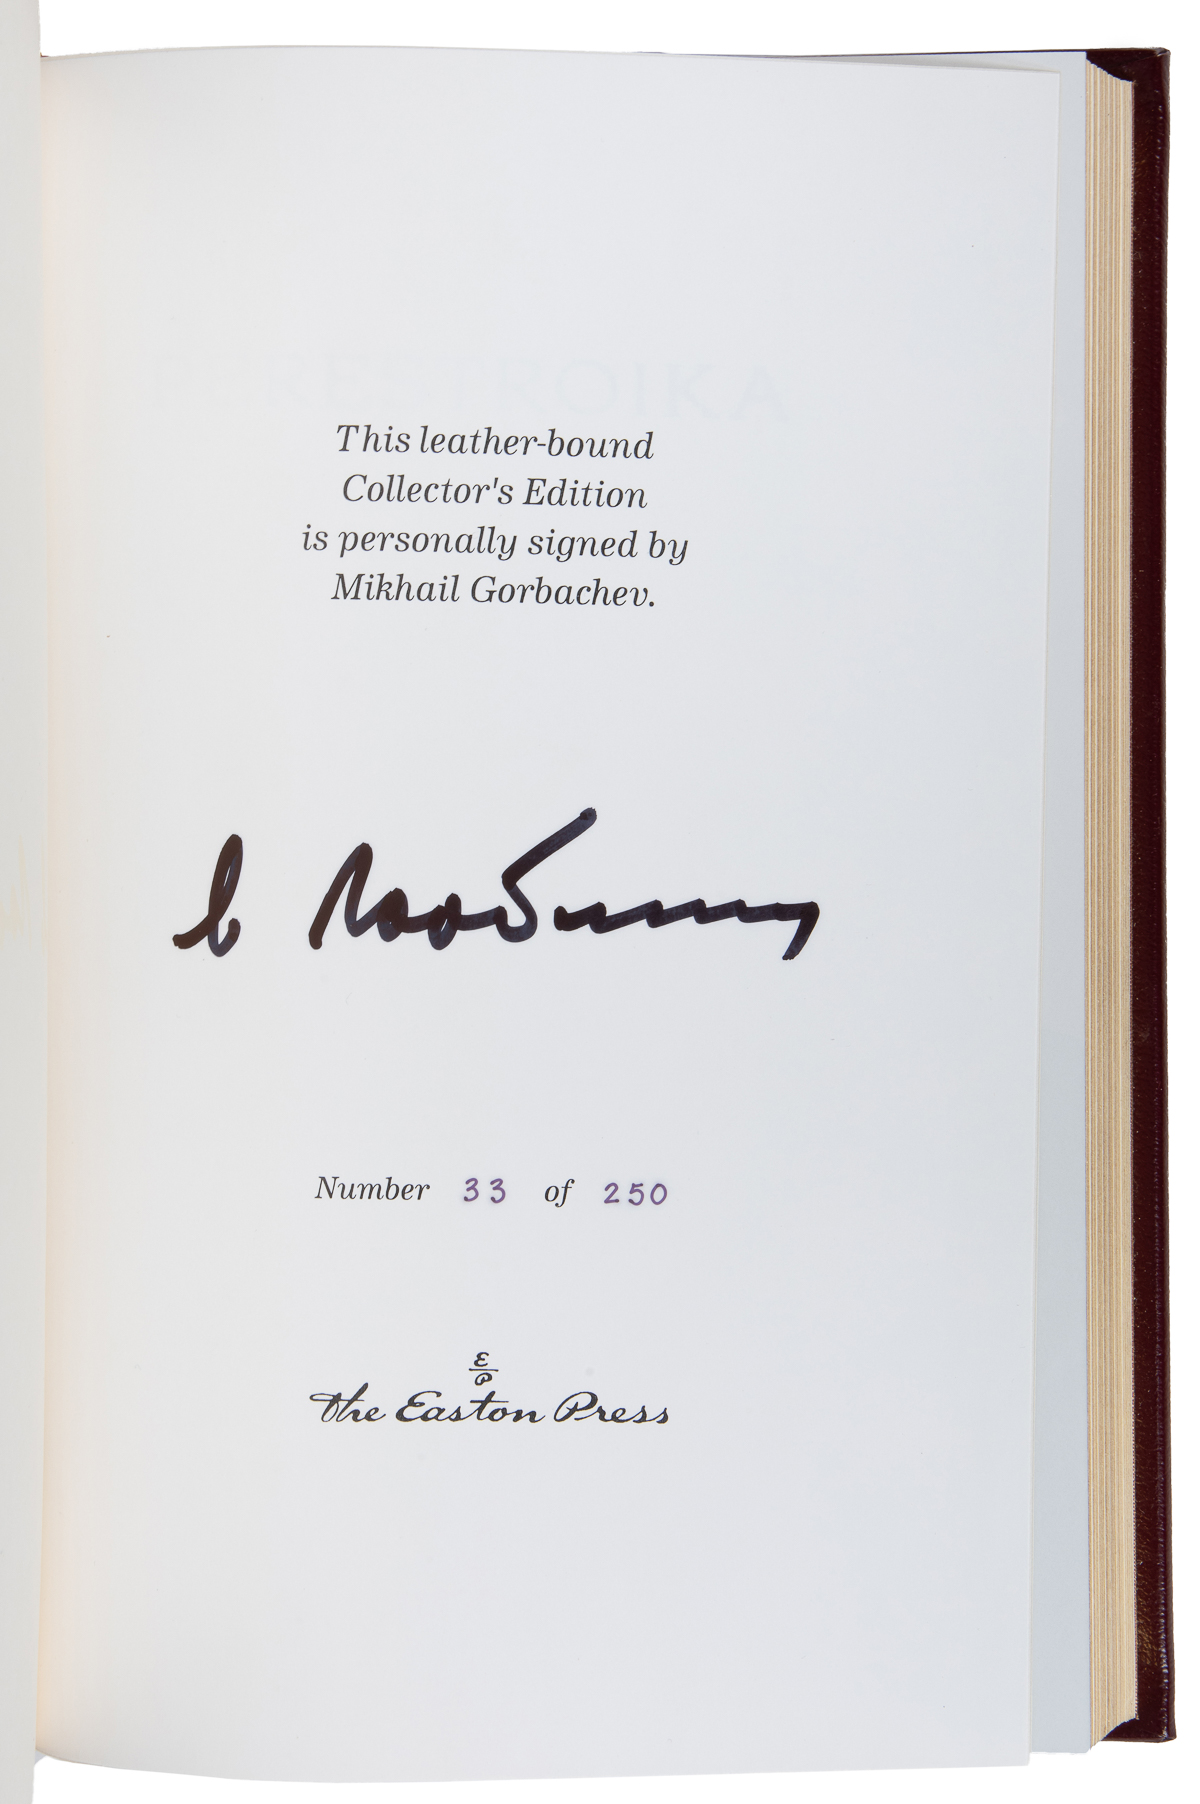 This leather-bound
Collector's Edition
is personally signed by
Mikhail Gorbachev.
Number 33 of 250
E
P
The Easton Press